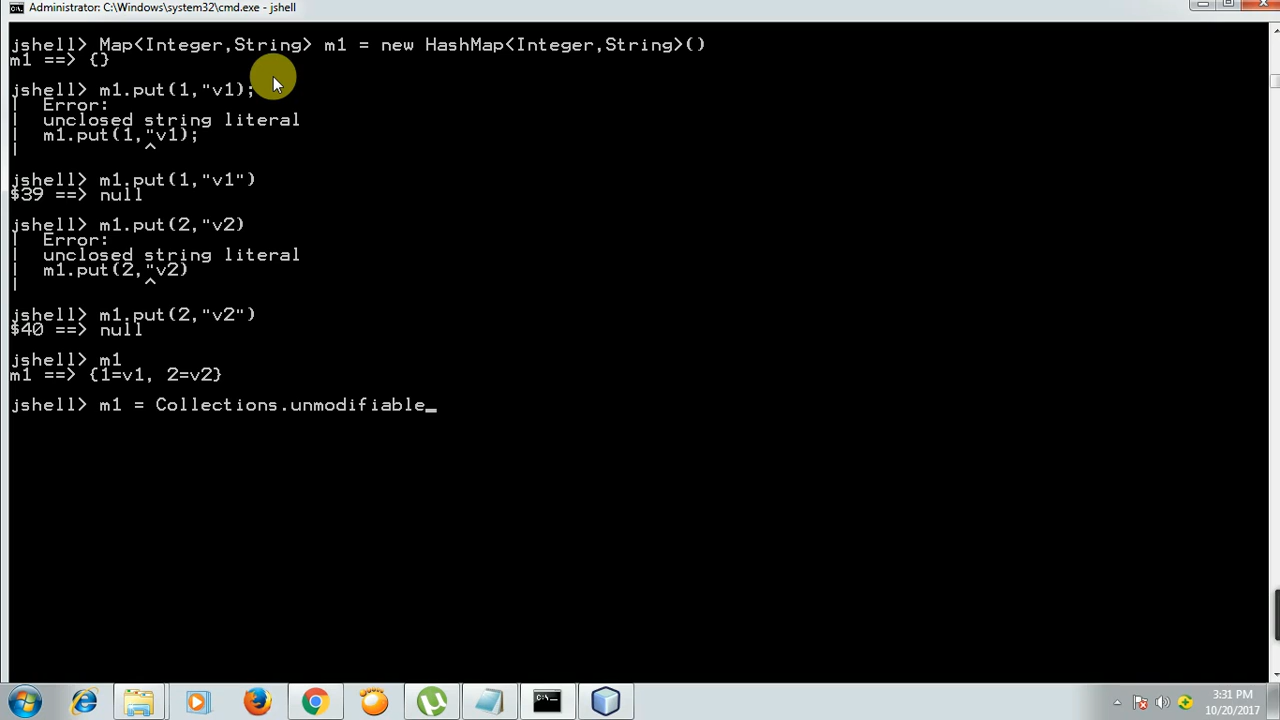 Administrator: C:\Windows\system32\cmd.exe - jshell
jshell> Map<Integer,String> m1 = new HashMap<Integer,String>()
m1 ==> {}
jshell> m1.put(1,"v1);
|  Error:
|  unclosed string literal
|  m1.put(1,"v1);
|           ^
jshell> m1.put(1,"v1")
$39 ==> null
jshell> m1.put(2,"v2)
|  Error:
|  unclosed string literal
|  m1.put(2,"v2)
|           ^
jshell> m1.put(2,"v2")
$40 ==> null
jshell> m1
m1 ==> {1=v1, 2=v2}
jshell> m1 = Collections.unmodifiable_
3:31 PM
10/20/2017